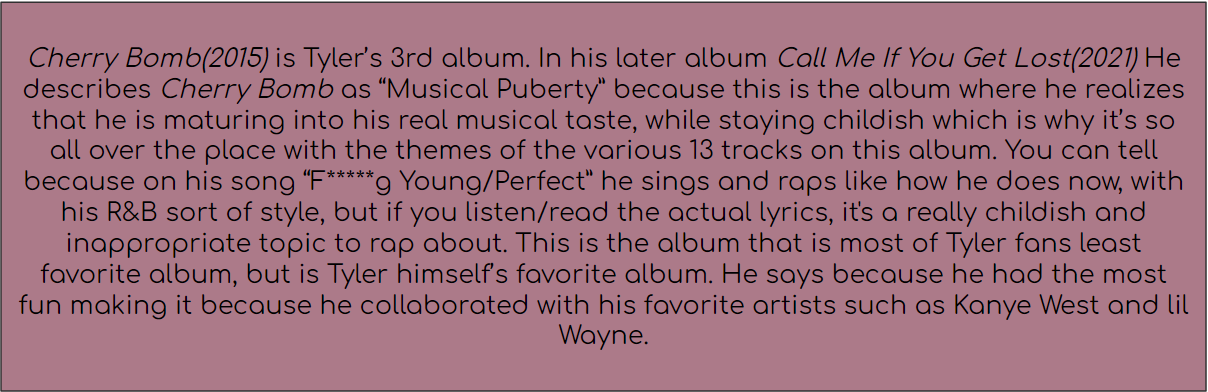 Cherry Bomb(2015) is Tyler’s 3rd album. In his later album Call Me If You Get Lost(2021) He
describes Cherry Bomb as “Musical Puberty” because this is the album where he realizes
that he is maturing into his real musical taste, while staying childish which is why it’s so
all over the place with the themes of the various 13 tracks on this album. You can tell
because on his song “F*****g Young/Perfect” he sings and raps like how he does now, with
his R&B sort of style, but if you listen/read the actual lyrics, it's a really childish and
inappropriate topic to rap about. This is the album that is most of Tyler fans least
favorite album, but is Tyler himself’s favorite album. He says because he had the most
fun making it because he collaborated with his favorite artists such as Kanye West and lil
Wayne.